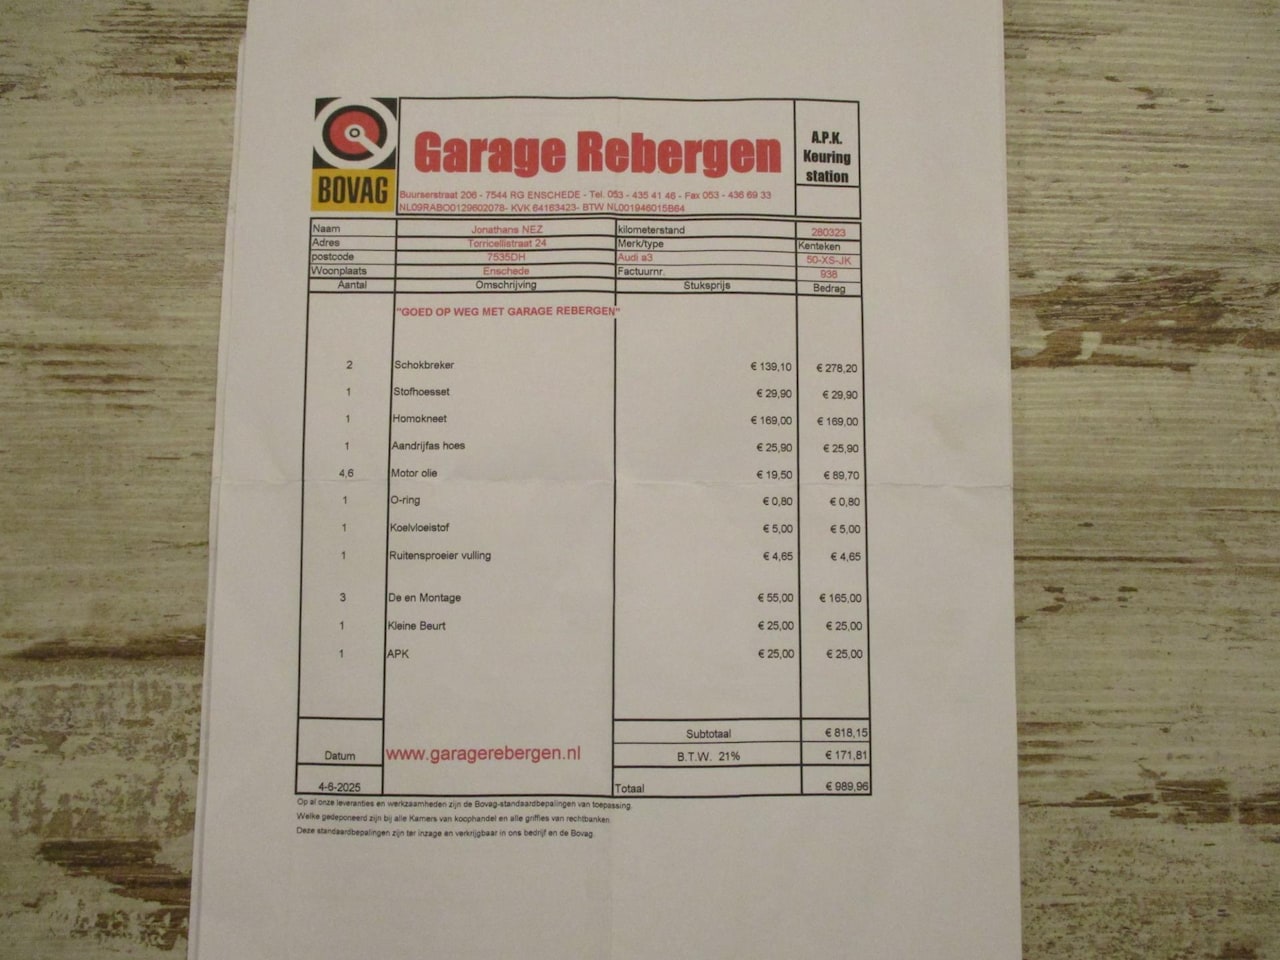 BOVAG
Garage Rebergen
Buurserstraat 206 - 7544 RG ENSCHEDE - Tel. 053 - 435 41 46 - Fax 053 - 436 69 33
NL09RABO0129602078- KVK 64163423- BTW NL001946015B64
A.P.K.
Keuring
station
Naam Jonathans NEZ kilometerstand 280323
Adres Torricellistraat 24 Merk/type Kenteken
postcode 7535DH Audi a3 50-XS-JK
Woonplaats Enschede Factuurnr. 938
Aantal Omschrijving Stuksprijs Bedrag
"GOED OP WEG MET GARAGE REBERGEN"
2 Schokbreker € 139,10 € 278,20
1 Stofhoesset € 29,90 € 29,90
1 Homokneet € 169,00 € 169,00
1 Aandrijfas hoes € 25,90 € 25,90
4,6 Motor olie € 19,50 € 89,70
1 O-ring € 0,80 € 0,80
1 Koelvloeistof € 5,00 € 5,00
1 Ruitensproeier vulling € 4,65 € 4,65
3 De en Montage € 55,00 € 165,00
1 Kleine Beurt € 25,00 € 25,00
1 APK € 25,00 € 25,00
Subtotaal € 818,15
Datum www.garagerebergen.nl B.T.W. 21% € 171,81
4-6-2025 Totaal € 989,96
Op al onze leveranties en werkzaamheden zijn de Bovag-standaardbepalingen van toepassing.
Welke gedeponeerd zijn bij alle Kamers van koophandel en alle griffies van rechtbanken.
Deze standaardbepalingen zijn ter inzage en verkrijgbaar in ons bedrijf en de Bovag.